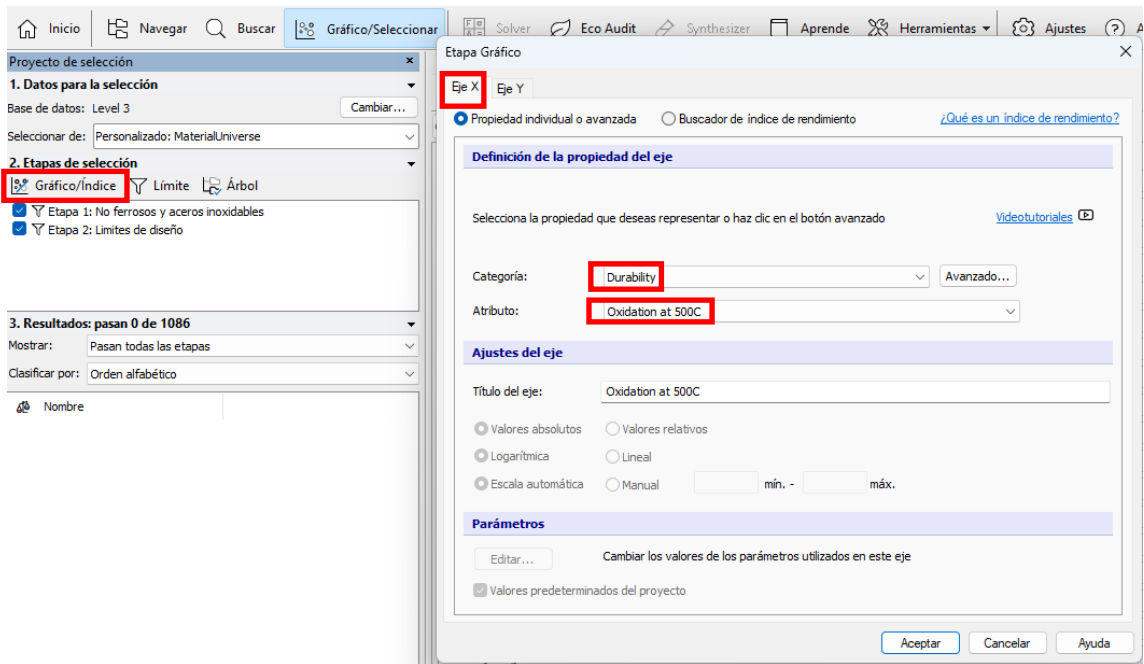 Inicio Navegar Buscar Gráfico/Seleccionar Solver Eco Audit Synthesizer Aprende Herramientas Ajustes ? A
Proyecto de selección
1. Datos para la selección
Base de datos: Level 3 Cambiar...
Seleccionar de: Personalizado: MaterialUniverse
2. Etapas de selección
Gráfico/Índice Límite Árbol
Etapa 1: No ferrosos y aceros inoxidables
Etapa 2: Limites de diseño
3. Resultados: pasan 0 de 1086
Mostrar: Pasan todas las etapas
Clasificar por: Orden alfabético
Nombre
Etapa Gráfico
Eje X Eje Y
Propiedad individual o avanzada Buscador de índice de rendimiento ¿Qué es un índice de rendimiento?
Definición de la propiedad del eje
Selecciona la propiedad que deseas representar o haz clic en el botón avanzado Videotutoriales
Categoría: Durability Avanzado...
Atributo: Oxidation at 500C
Ajustes del eje
Título del eje: Oxidation at 500C
Valores absolutos Valores relativos
Logarítmica Lineal
Escala automática Manual mín. - máx.
Parámetros
Editar... Cambiar los valores de los parámetros utilizados en este eje
Valores predeterminados del proyecto
Aceptar Cancelar Ayuda